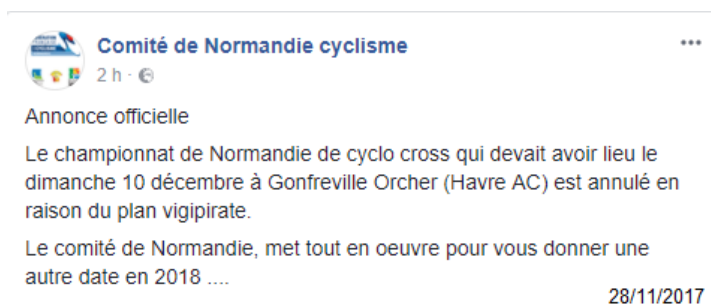 Comité de Normandie cyclisme
2 h ·
Annonce officielle
Le championnat de Normandie de cyclo cross qui devait avoir lieu le
dimanche 10 décembre à Gonfreville Orcher (Havre AC) est annulé en
raison du plan vigipirate.
Le comité de Normandie, met tout en oeuvre pour vous donner une
autre date en 2018 ....
28/11/2017